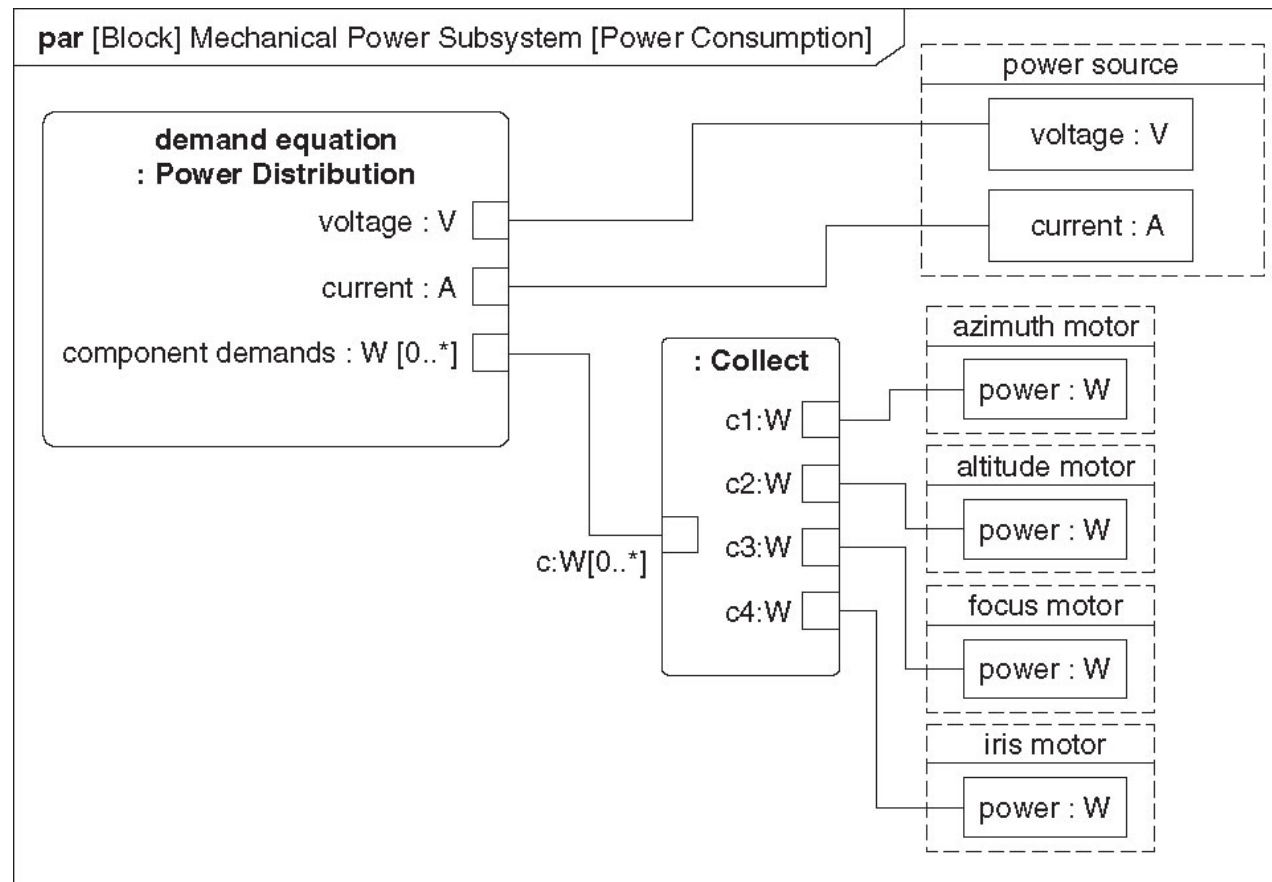 par [Block] Mechanical Power Subsystem [Power Consumption]
power source
voltage : V
current : A
demand equation
: Power Distribution
voltage : V
current : A
component demands : W [0..*]
: Collect
c1:W
c2:W
c3:W
c4:W
c:W[0..*]
azimuth motor
power : W
altitude motor
power : W
focus motor
power : W
iris motor
power : W